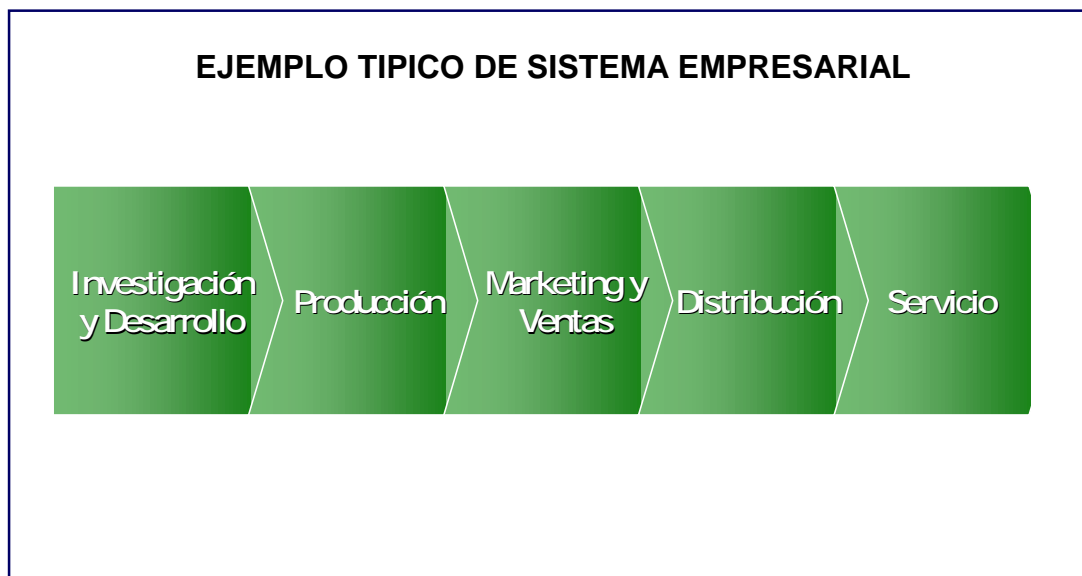 EJEMPLO TIPICO DE SISTEMA EMPRESARIAL
Investigación
y Desarrollo
Producción
Marketing y
Ventas
Distribución
Servicio